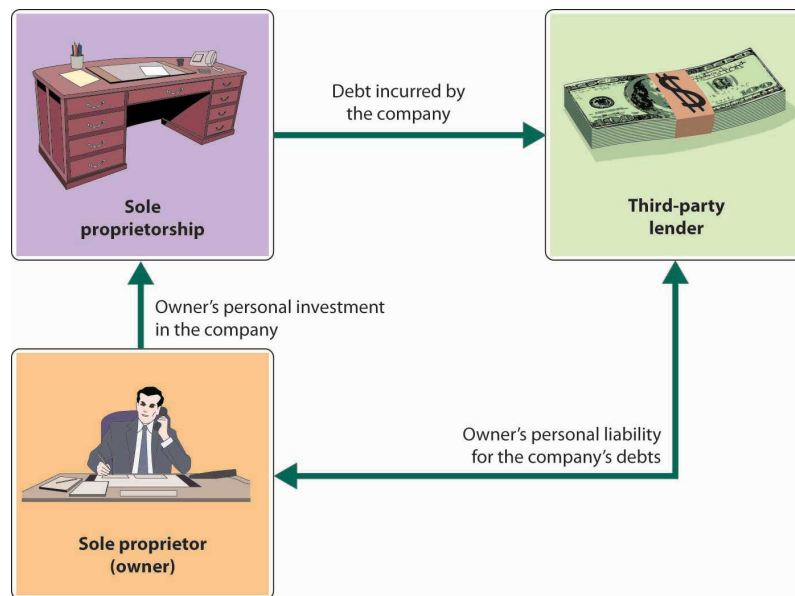 Debt incurred by
the company
Sole
proprietorship
Third-party
lender
Owner’s personal investment
in the company
Owner’s personal liability
for the company’s debts
Sole proprietor
(owner)